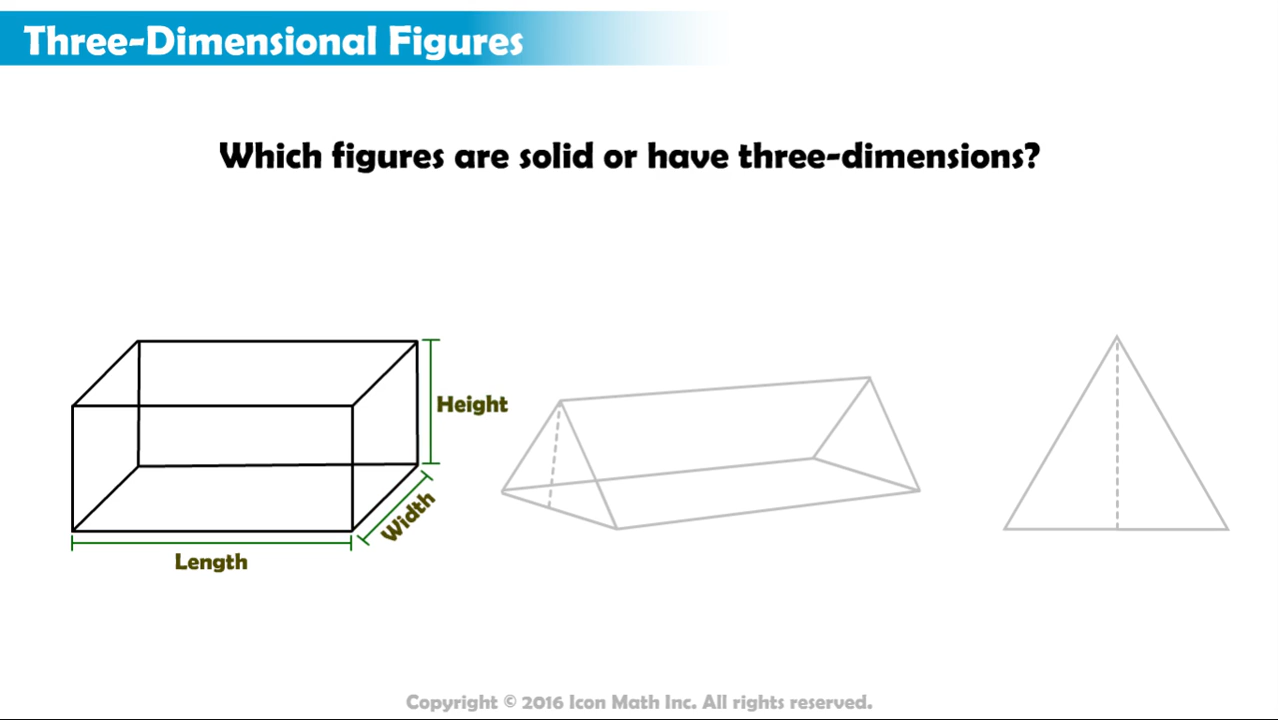 Three-Dimensional Figures
Which figures are solid or have three-dimensions?
Height
Width
Length
Copyright © 2016 Icon Math Inc. All rights reserved.